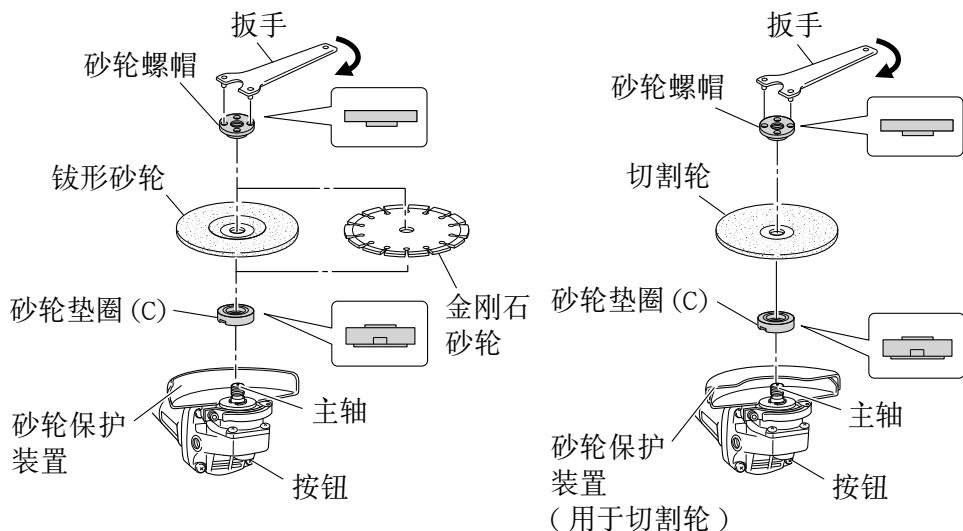 扳手
砂轮螺帽
钹形砂轮
金刚石
砂轮
砂轮垫圈 (C)
主轴
砂轮保护
装置
按钮
扳手
砂轮螺帽
切割轮
砂轮垫圈 (C)
主轴
砂轮保护
装置
( 用于切割轮 )
按钮